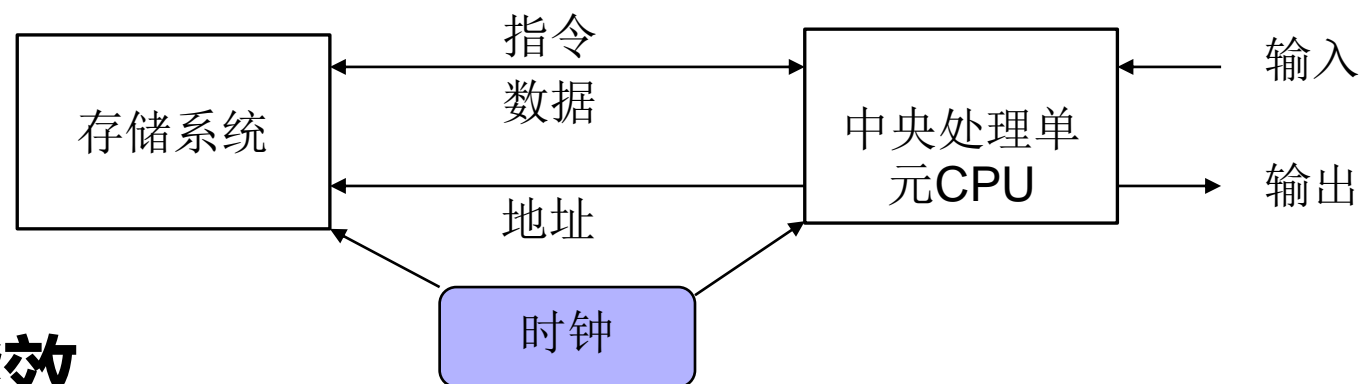 指令
数据
存储系统
中央处理单
元CPU
输入
输出
地址
时钟
效